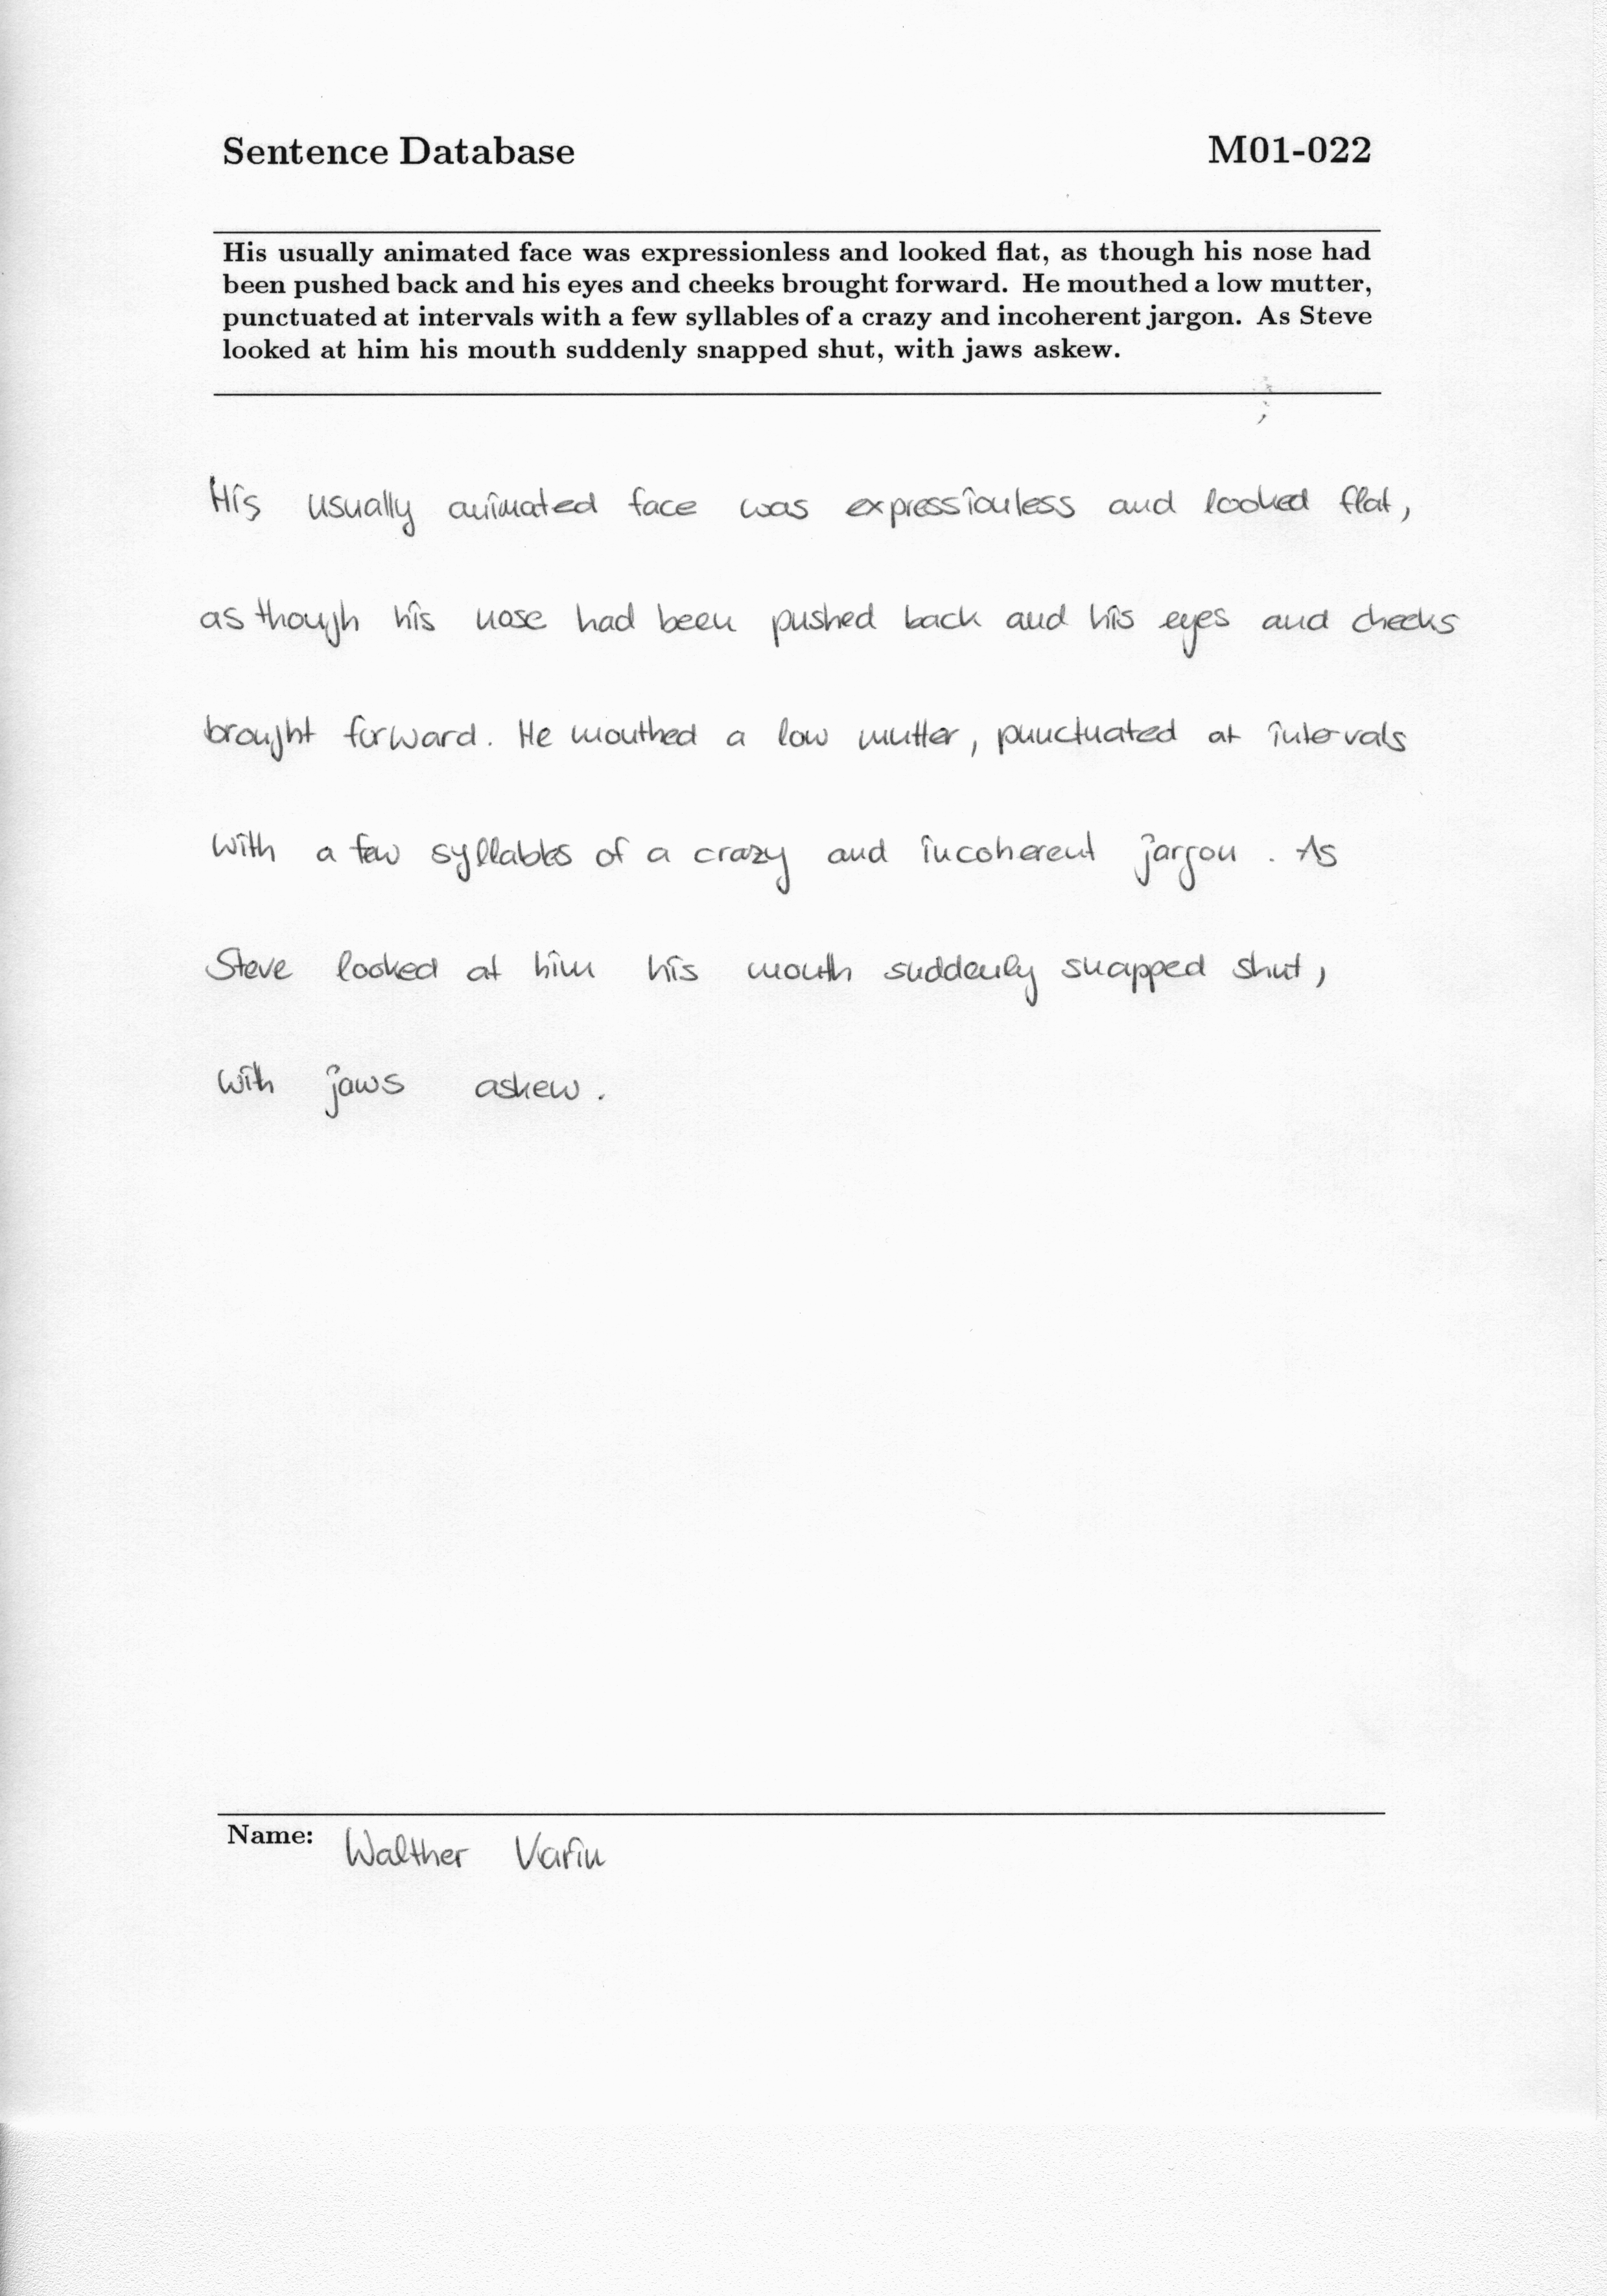 Sentence Database M01-022
His usually animated face was expressionless and looked flat, as though his nose had
been pushed back and his eyes and cheeks brought forward. He mouthed a low mutter,
punctuated at intervals with a few syllables of a crazy and incoherent jargon. As Steve
looked at him his mouth suddenly snapped shut, with jaws askew.
His usually animated face was expressionless and looked flat,
as though his nose had been pushed back and his eyes and cheeks
brought forward. He mouthed a low mutter, punctuated at intervals
with a few syllables of a crazy and incoherent jargon. As
Steve looked at him his mouth suddenly snapped shut,
with jaws askew.
Name: Walther Varin